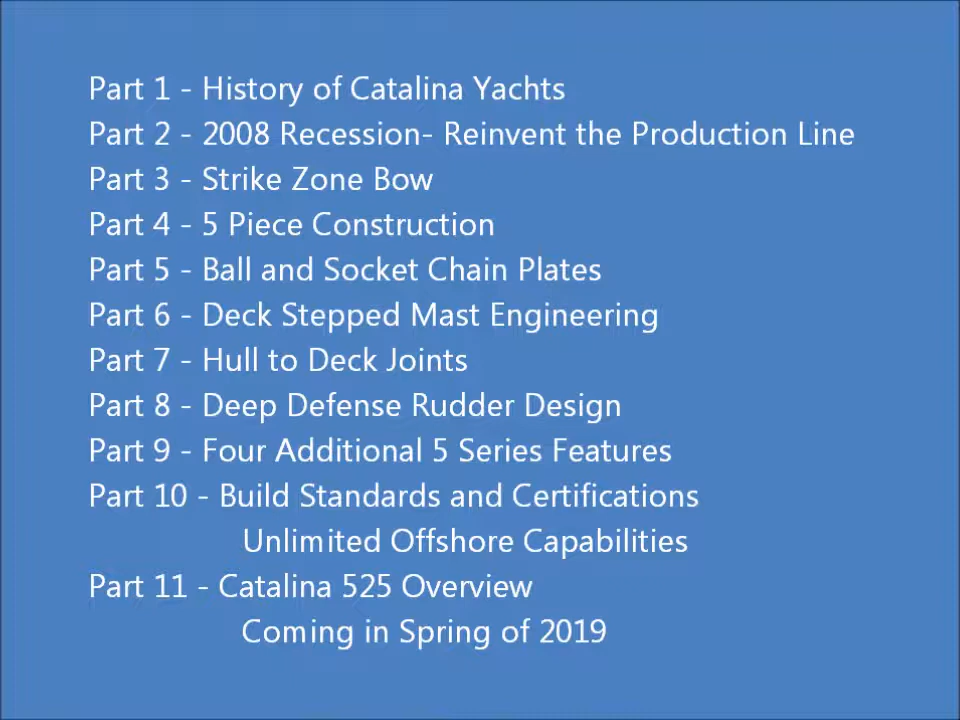 Part 1 - History of Catalina Yachts
Part 2 - 2008 Recession- Reinvent the Production Line
Part 3 - Strike Zone Bow
Part 4 - 5 Piece Construction
Part 5 - Ball and Socket Chain Plates
Part 6 - Deck Stepped Mast Engineering
Part 7 - Hull to Deck Joints
Part 8 - Deep Defense Rudder Design
Part 9 - Four Additional 5 Series Features
Part 10 - Build Standards and Certifications
Unlimited Offshore Capabilities
Part 11 - Catalina 525 Overview
Coming in Spring of 2019